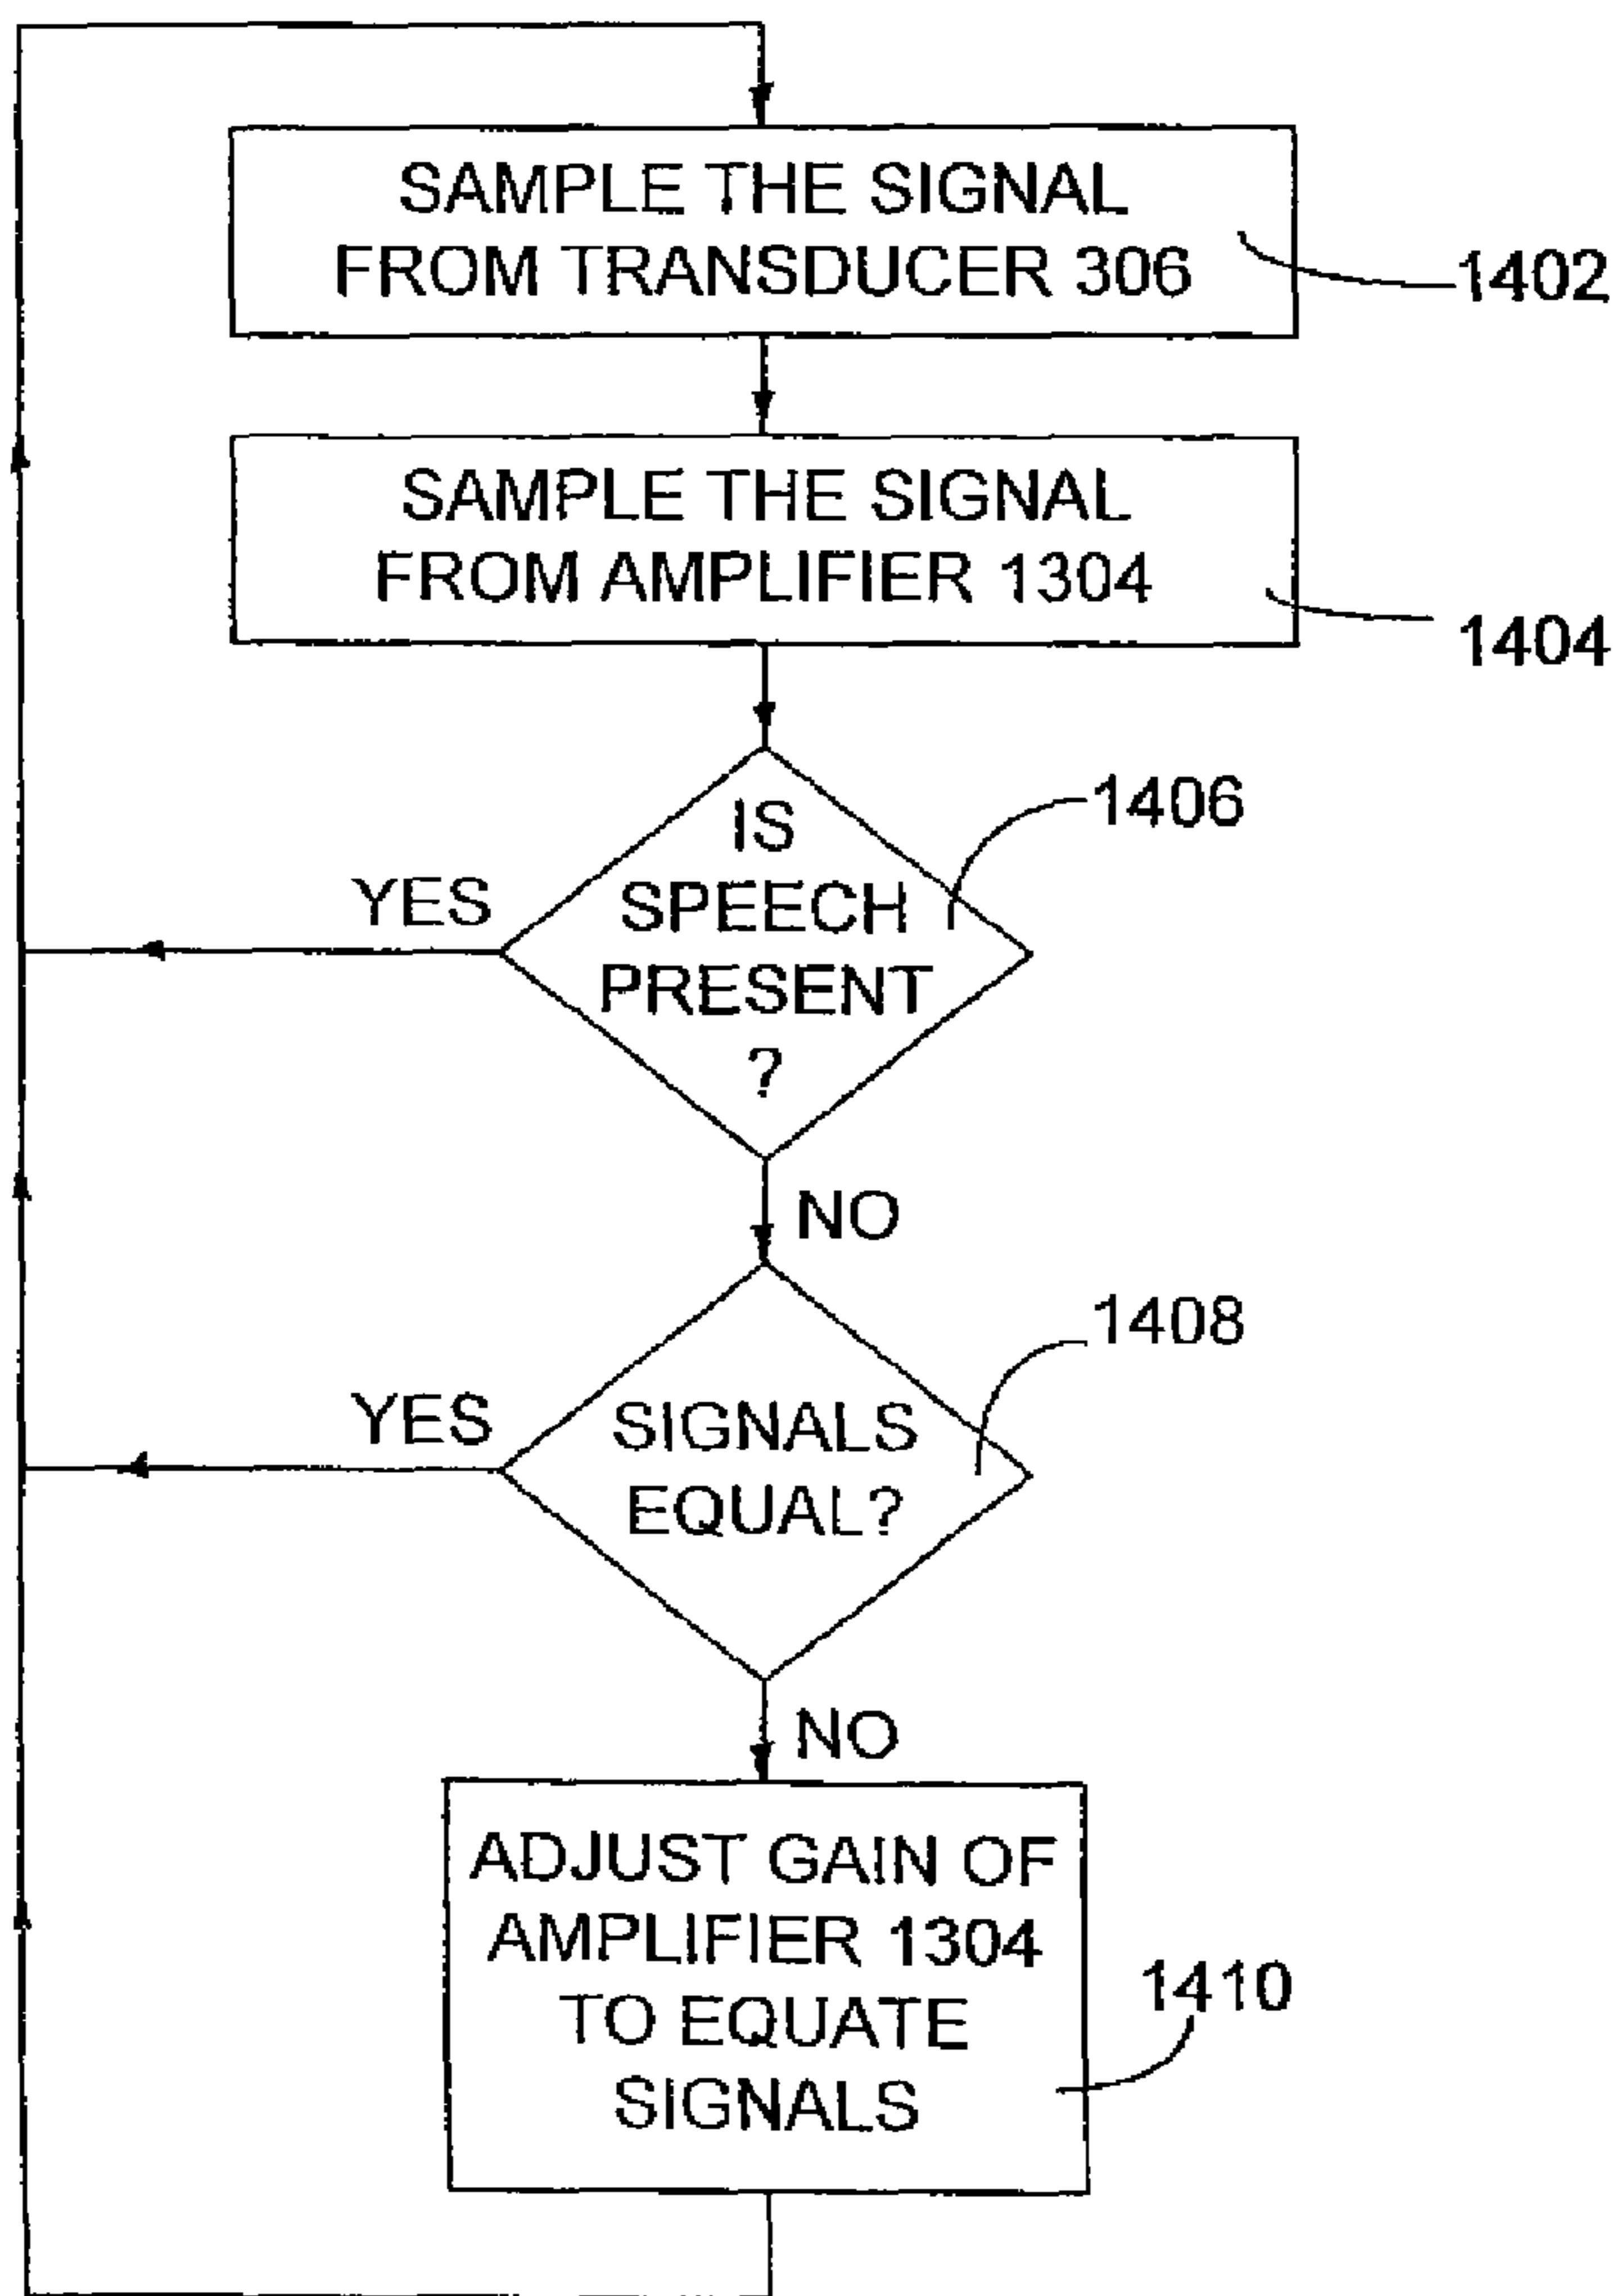 SAMPLE THE SIGNAL
FROM TRANSDUCER 306
1402
SAMPLE THE SIGNAL
FROM AMPLIFIER 1304
1404
IS
SPEECH
PRESENT
?
1406
YES
NO
SIGNALS
EQUAL?
1408
YES
NO
ADJUST GAIN OF
AMPLIFIER 1304
TO EQUATE
SIGNALS
1410